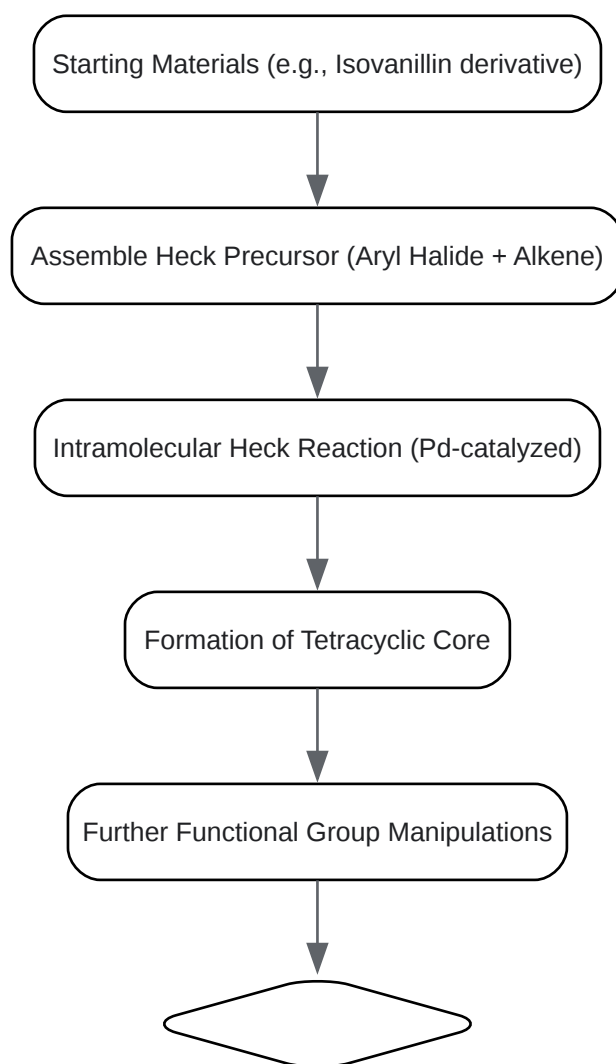 Starting Materials (e.g., Isovanillin derivative)
Assemble Heck Precursor (Aryl Halide + Alkene)
Intramolecular Heck Reaction (Pd-catalyzed)
Formation of Tetracyclic Core
Further Functional Group Manipulations